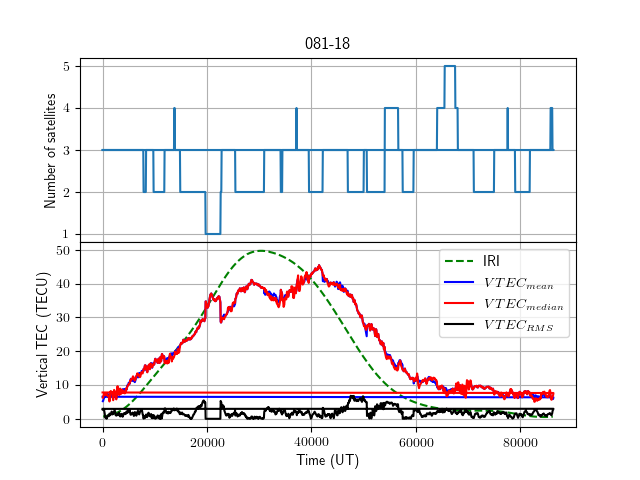 081-18
Number of satellites
5
4
3
2
1
Vertical TEC (TECU)
50
40
30
20
10
0
IRI
VTEC_mean
VTEC_median
VTEC_RMS
0 20000 40000 60000 80000
Time (UT)